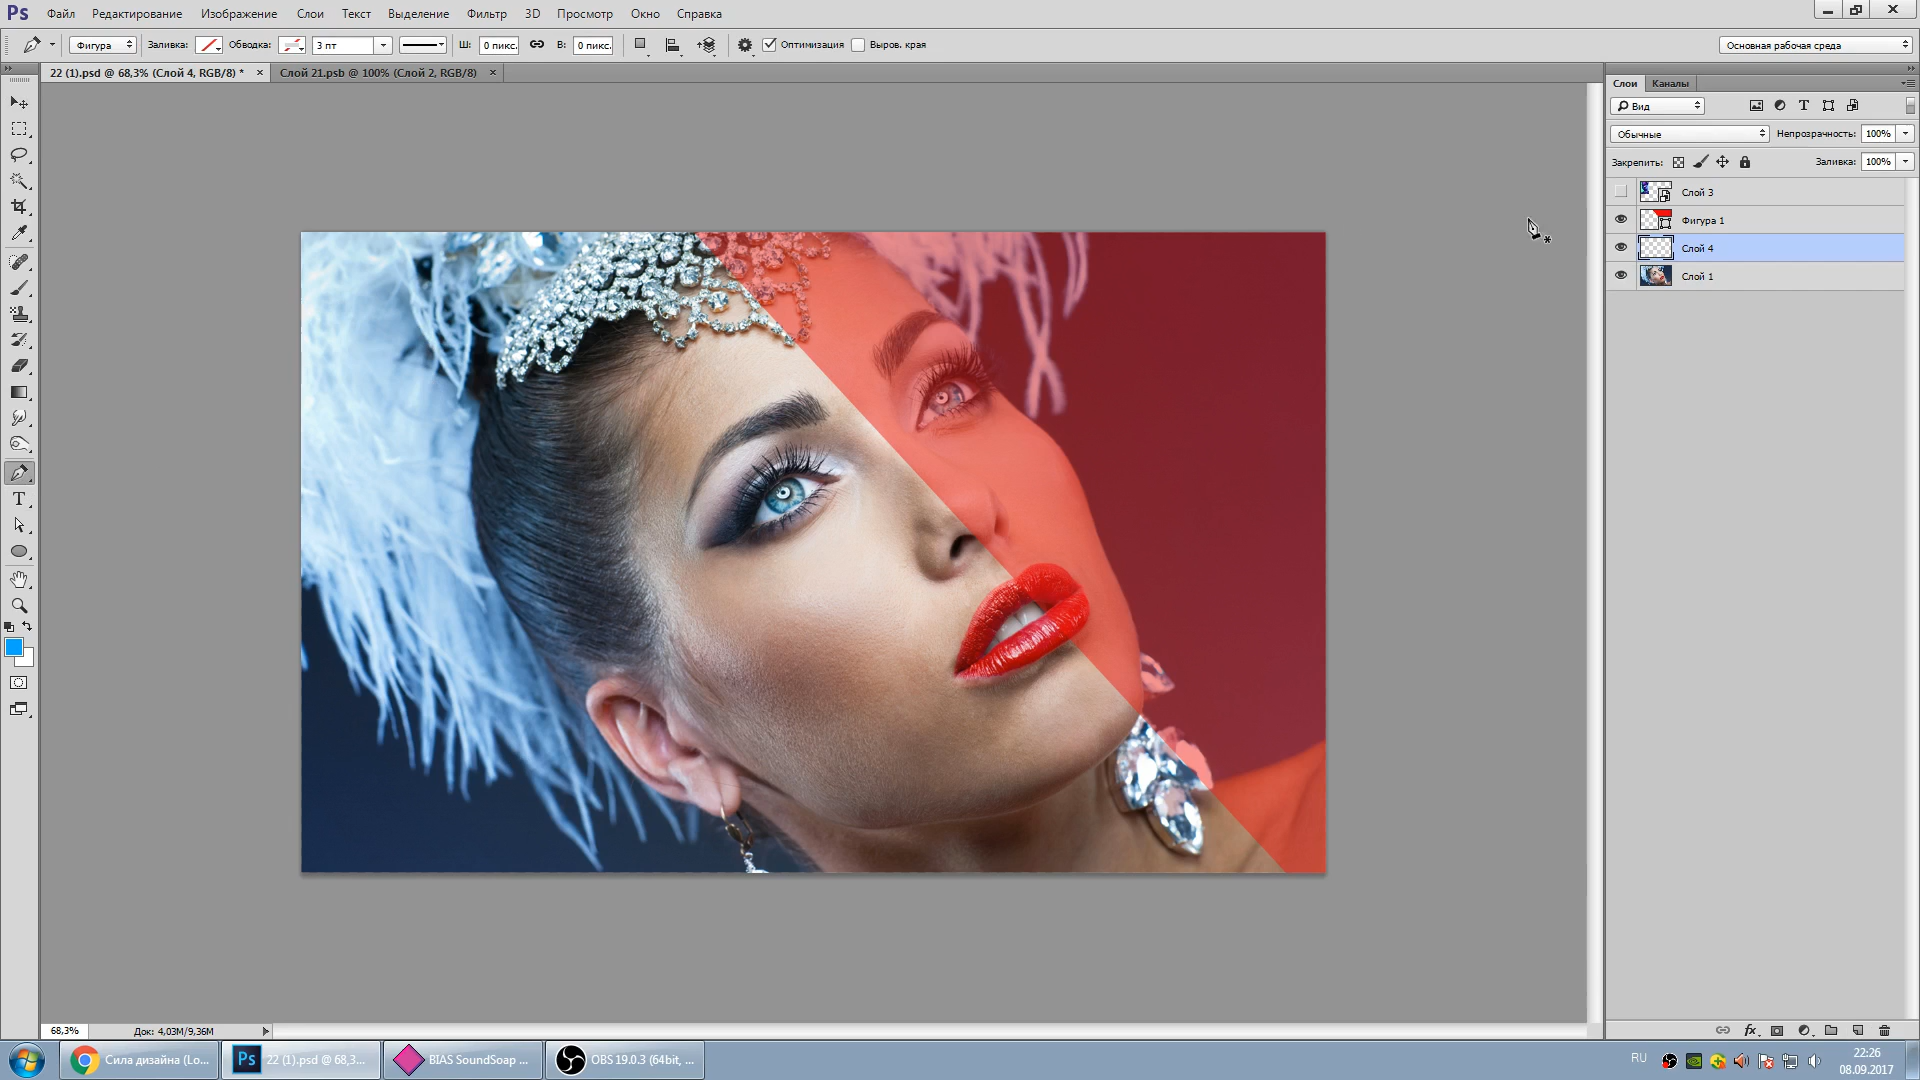 Ps Файл Редактирование Изображение Слои Текст Выделение Фильтр 3D Просмотр Окно Справка
Фигура Заливка: Обводка: 3 пт Ш: 0 пикс. В: 0 пикс. Оптимизация Выров. края Основная рабочая среда
22 (1).psd @ 68,3% (Слой 4, RGB/8) * × Слой 21.psb @ 100% (Слой 2, RGB/8) ×
Слои Каналы
Вид
Обычные Непрозрачность: 100%
Закрепить: Заливка: 100%
Слой 3
Фигура 1
Слой 4
Слой 1
68,3% Док: 4,03M/9,36M
Сила дизайна (Lo... Ps 22 (1).psd @ 68,3... BIAS SoundSoap ... OBS 19.0.3 (64bit, ... RU 22:26
08.09.2017